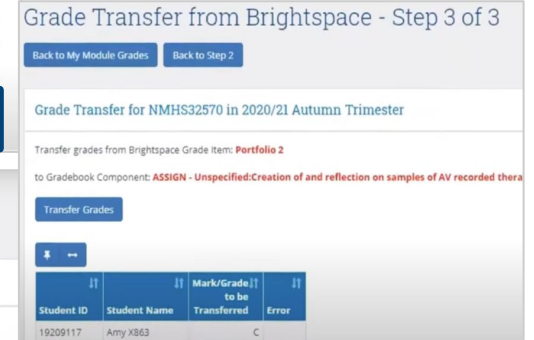 Grade Transfer from Brightspace - Step 3 of 3
Back to My Module Grades Back to Step 2
Grade Transfer for NMHS32570 in 2020/21 Autumn Trimester
Transfer grades from Brightspace Grade Item: Portfolio 2
to Gradebook Component: ASSIGN - Unspecified:Creation of and reflection on samples of AV recorded thera
Transfer Grades
Student ID Student Name Mark/Grade to be Transferred Error
19209117 Amy X863 C